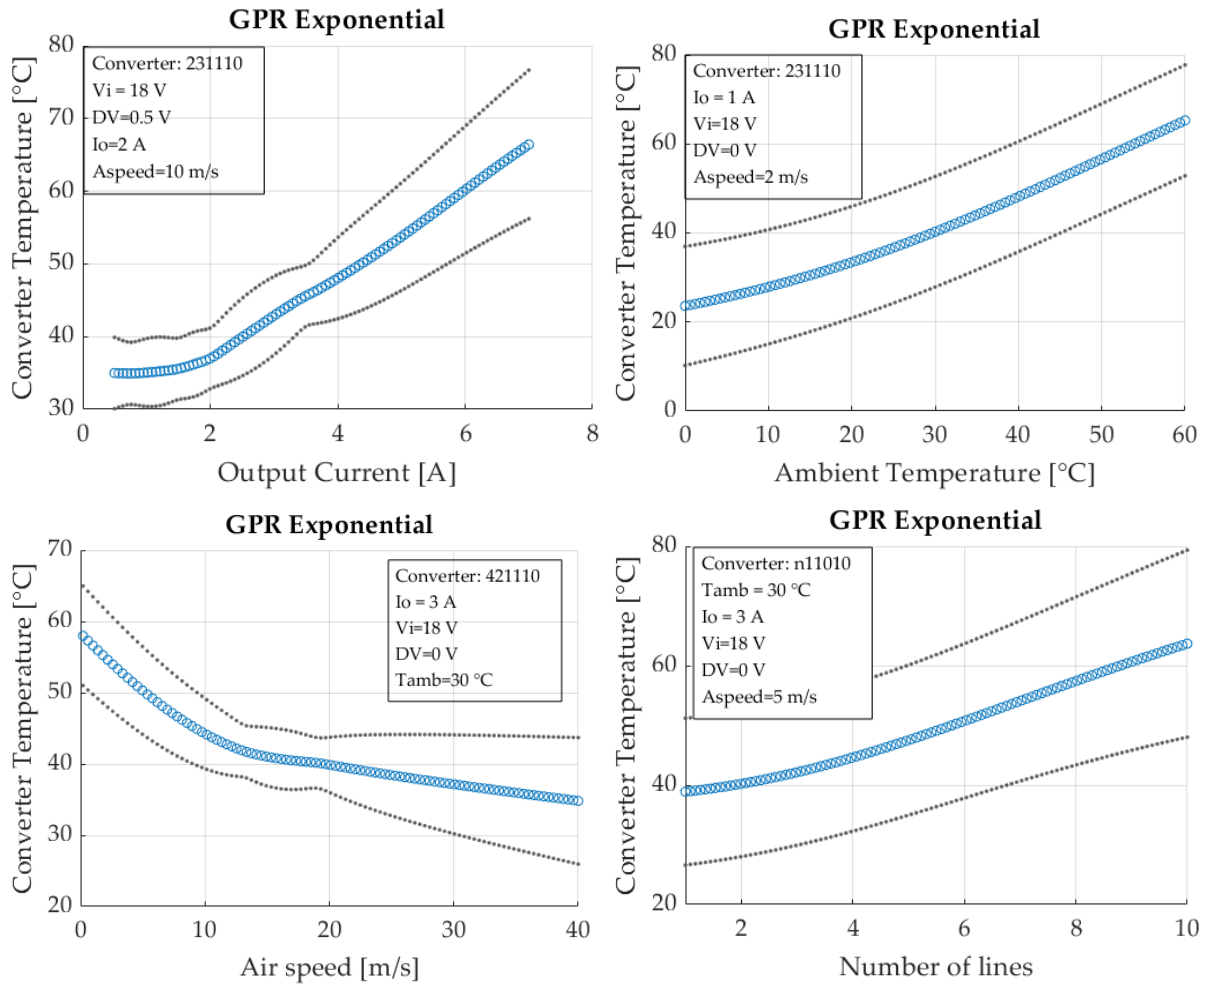 GPR Exponential
80
70
60
50
40
30
Converter Temperature [°C]
Converter: 231110
Vi = 18 V
DV=0.5 V
Io=2 A
Aspeed=10 m/s
0 2 4 6 8
Output Current [A]
GPR Exponential
80
60
40
20
0
Converter Temperature [°C]
Converter: 231110
Io = 1 A
Vi=18 V
DV=0 V
Aspeed=2 m/s
0 10 20 30 40 50 60
Ambient Temperature [°C]
GPR Exponential
70
60
50
40
30
20
Converter Temperature [°C]
Converter: 421110
Io = 3 A
Vi=18 V
DV=0 V
Tamb=30 °C
0 10 20 30 40
Air speed [m/s]
GPR Exponential
80
60
40
20
Converter Temperature [°C]
Converter: n11010
Tamb = 30 °C
Io = 3 A
Vi=18 V
DV=0 V
Aspeed=5 m/s
2 4 6 8 10
Number of lines